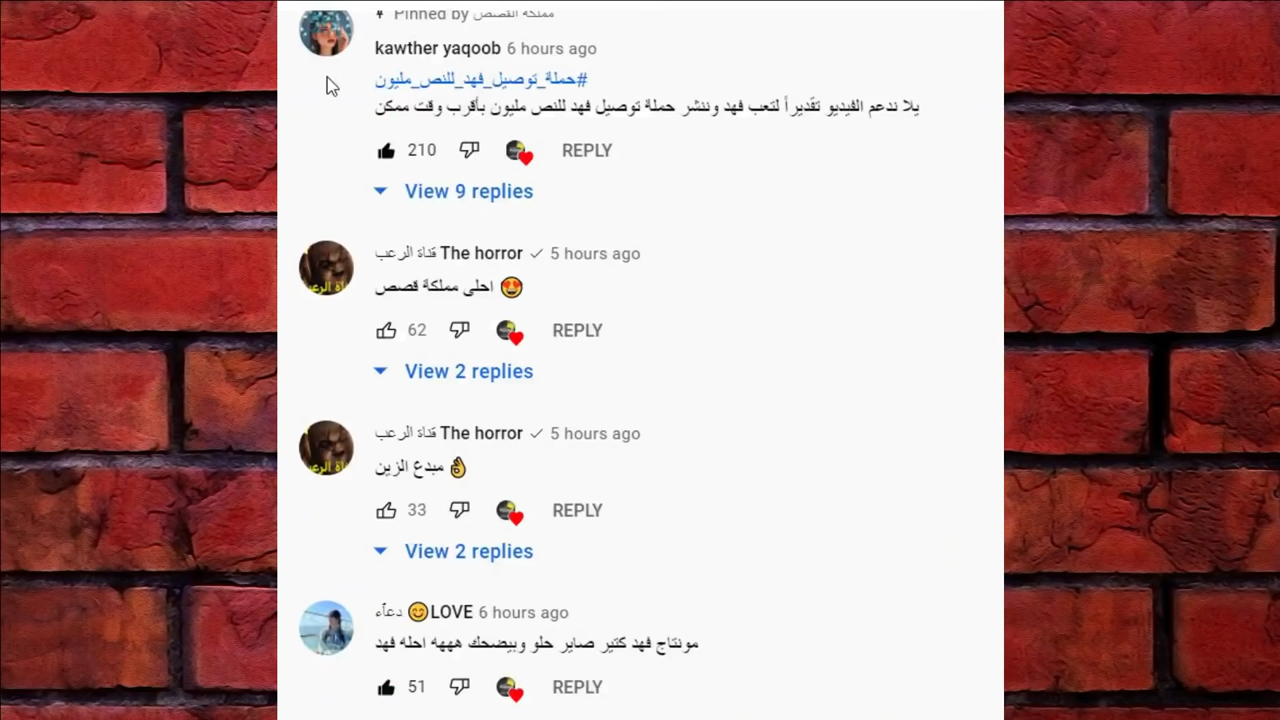 Pinned by مملكة القصص
kawther yaqoob 6 hours ago
#حملة_توصيل_فهد_للنص_مليون
يلا ندعم الفيديو تقديراً لتعب فهد وننشر حملة توصيل فهد للنص مليون بأقرب وقت ممكن
210 REPLY
View 9 replies
قناة الرعب The horror ✓ 5 hours ago
احلى مملكة قصص 😍
62 REPLY
View 2 replies
قناة الرعب The horror ✓ 5 hours ago
مبدع الزين 👌
33 REPLY
View 2 replies
دعآء 😊LOVE 6 hours ago
مونتاج فهد كتير صاير حلو وبيضحك هههه احله فهد
51 REPLY